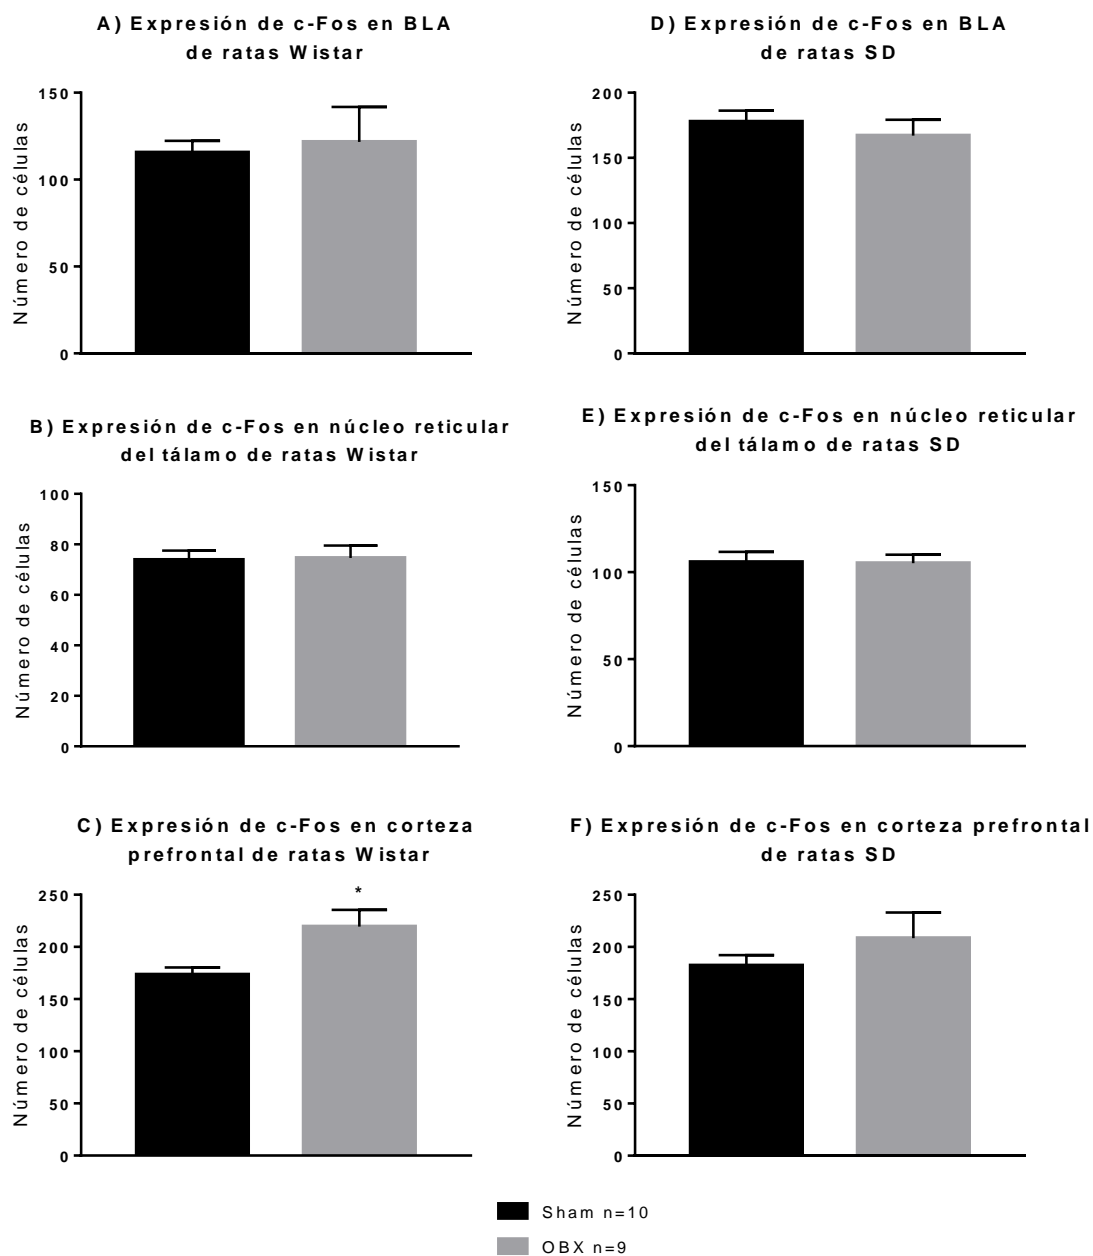 A) Expresión de c-Fos en BLA
de ratas Wistar
Número de células
150
100
50
0
D) Expresión de c-Fos en BLA
de ratas SD
Número de células
200
150
100
50
0
B) Expresión de c-Fos en núcleo reticular
del tálamo de ratas Wistar
Número de células
100
80
60
40
20
0
E) Expresión de c-Fos en núcleo reticular
del tálamo de ratas SD
Número de células
150
100
50
0
C) Expresión de c-Fos en corteza
prefrontal de ratas Wistar
Número de células
250
200
150
100
50
0
*
F) Expresión de c-Fos en corteza prefrontal
de ratas SD
Número de células
250
200
150
100
50
0
Sham n=10
OBX n=9